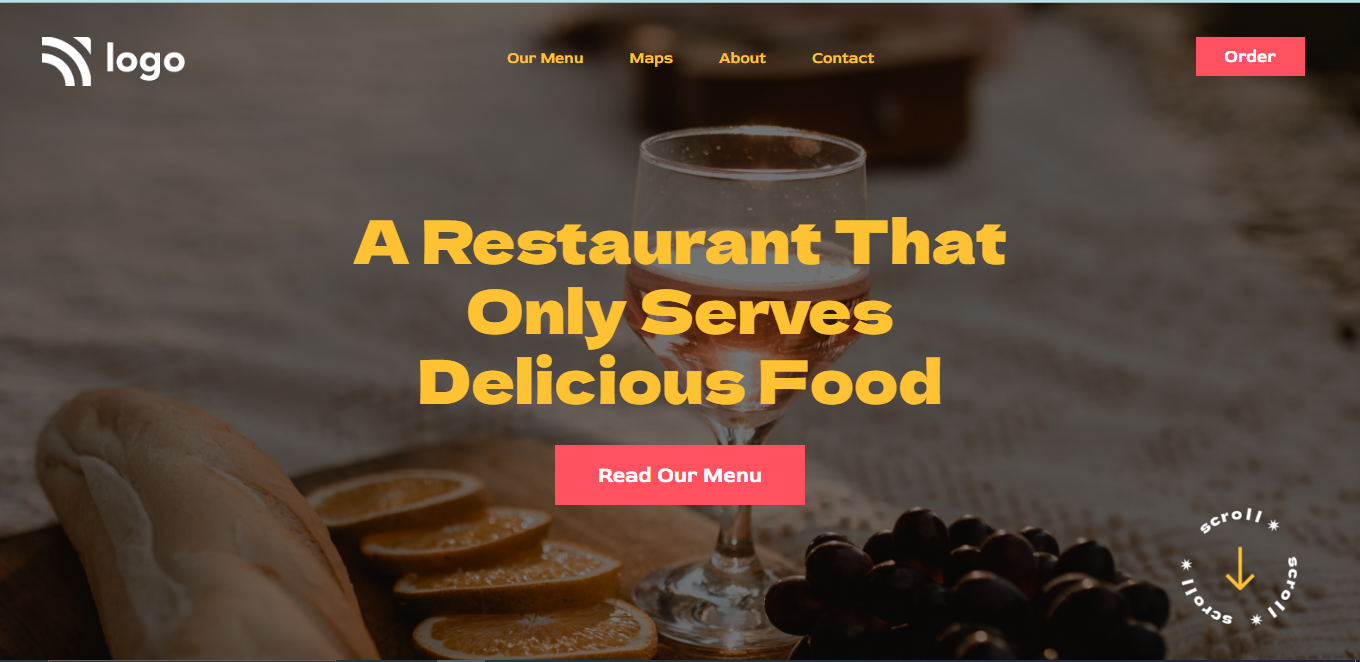 logo
Our Menu
Maps
About
Contact
Order
A Restaurant That
Only Serves
Delicious Food
Read Our Menu
scroll * scroll * scroll *